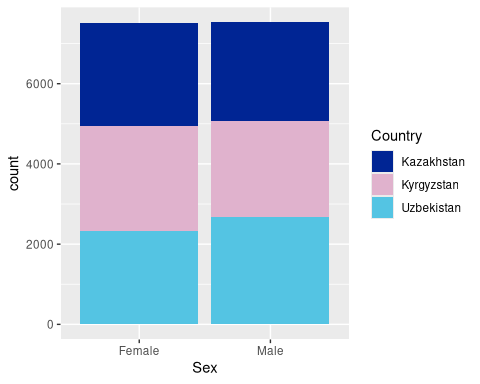 6000
4000
2000
0
count
Female
Male
Sex
Country
Kazakhstan
Kyrgyzstan
Uzbekistan